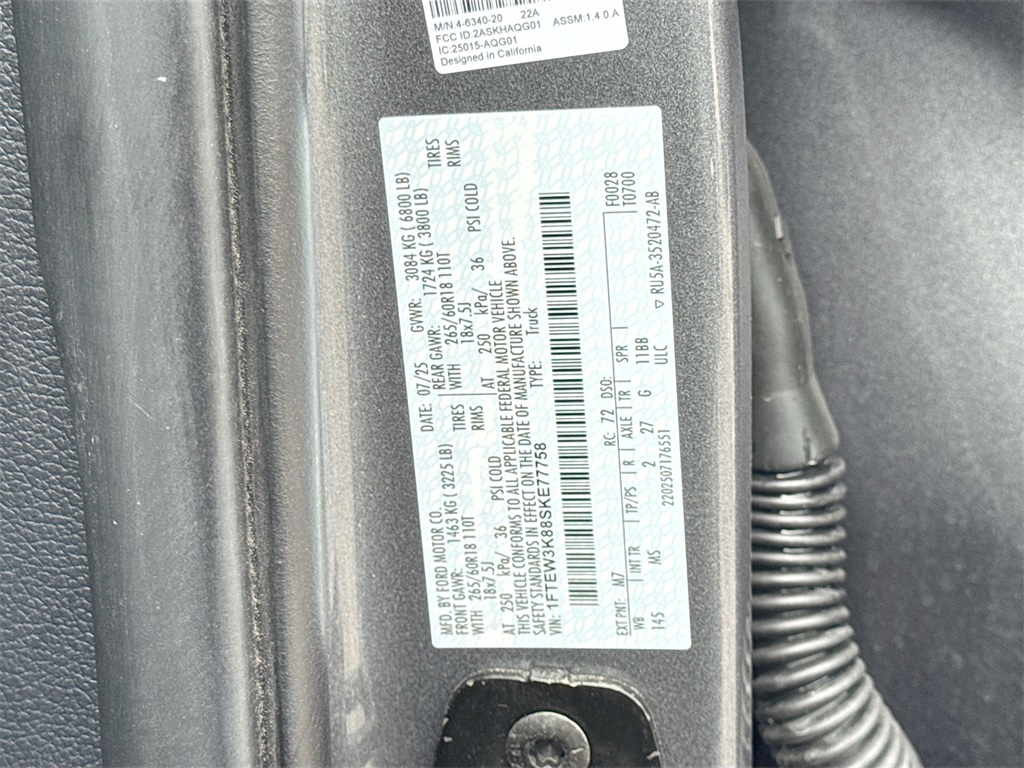 M/N 4-6340-20 22A
FCC ID:2ASKHAQG01 ASSM:1.4.0.A
IC:25015-AQG01
Designed in California
MFD. BY FORD MOTOR CO. DATE: 07/25 GVWR: 3084 KG ( 6800 LB)
FRONT GAWR: 1463 KG ( 3225 LB) REAR GAWR: 1724 KG ( 3800 LB)
WITH 265/60R18 110T TIRES WITH 265/60R18 110T TIRES
18x7.5J RIMS 18x7.5J RIMS
AT 250 kPa/ 36 PSI COLD AT 250 kPa/ 36 PSI COLD
THIS VEHICLE CONFORMS TO ALL APPLICABLE FEDERAL MOTOR VEHICLE
SAFETY STANDARDS IN EFFECT ON THE DATE OF MANUFACTURE SHOWN ABOVE.
VIN: 1FTEW3K88SKE77758 TYPE: Truck
EXT PNT: M7 RC: 72 DSO: F0028
WB INT TR TP/PS R AXLE TR SPR T0700
145 MS 2 27 G 11BB
2202507176551 ULC ▽ RU5A-3520472-AB